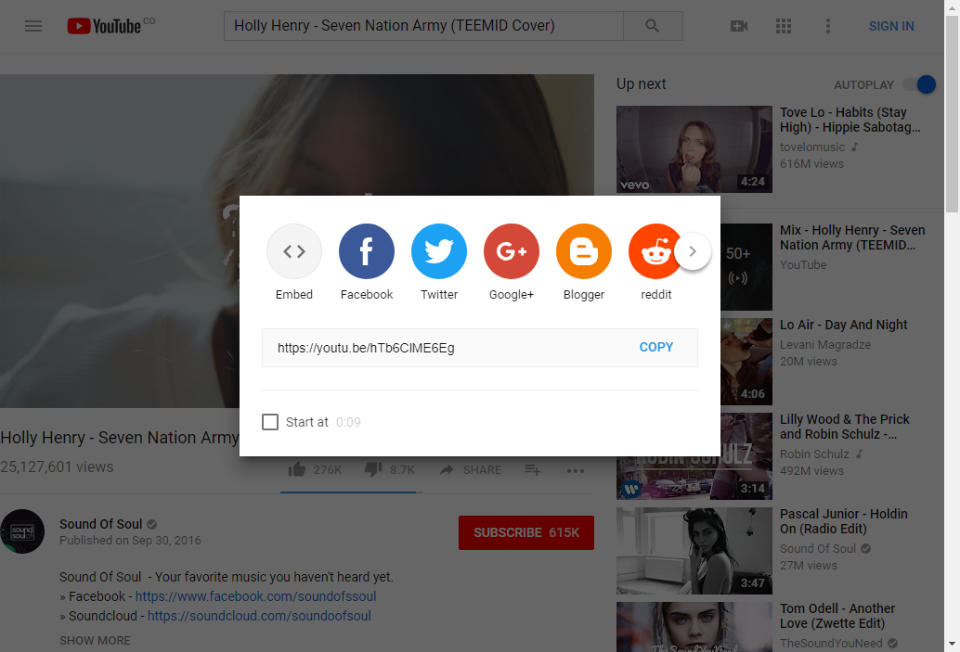 YouTube CO
Holly Henry - Seven Nation Army (TEEMID Cover)
SIGN IN
Up next
AUTOPLAY
Tove Lo - Habits (Stay
High) - Hippie Sabotag...
tovelomusic
616M views
vevo
4:24
Mix - Holly Henry - Seven
Nation Army (TEEMID...
YouTube
50+
Lo Air - Day And Night
Levani Magradze
20M views
4:06
Lilly Wood & The Prick
and Robin Schulz -...
Robin Schulz
492M views
ROBIN SCHULZ
3:14
Pascal Junior - Holdin
On (Radio Edit)
Sound Of Soul
27M views
3:47
Tom Odell - Another
Love (Zwette Edit)
TheSoundYouNeed
Embed
Facebook
Twitter
Google+
Blogger
reddit
https://youtu.be/hTb6ClME6Eg
COPY
Start at 0:09
Holly Henry - Seven Nation Army
25,127,601 views
276K
8.7K
SHARE
Sound Of Soul
Published on Sep 30, 2016
SUBSCRIBE 615K
Sound Of Soul - Your favorite music you haven't heard yet.
» Facebook - https://www.facebook.com/soundofssoul
» Soundcloud - https://soundcloud.com/soundoofsoul
SHOW MORE